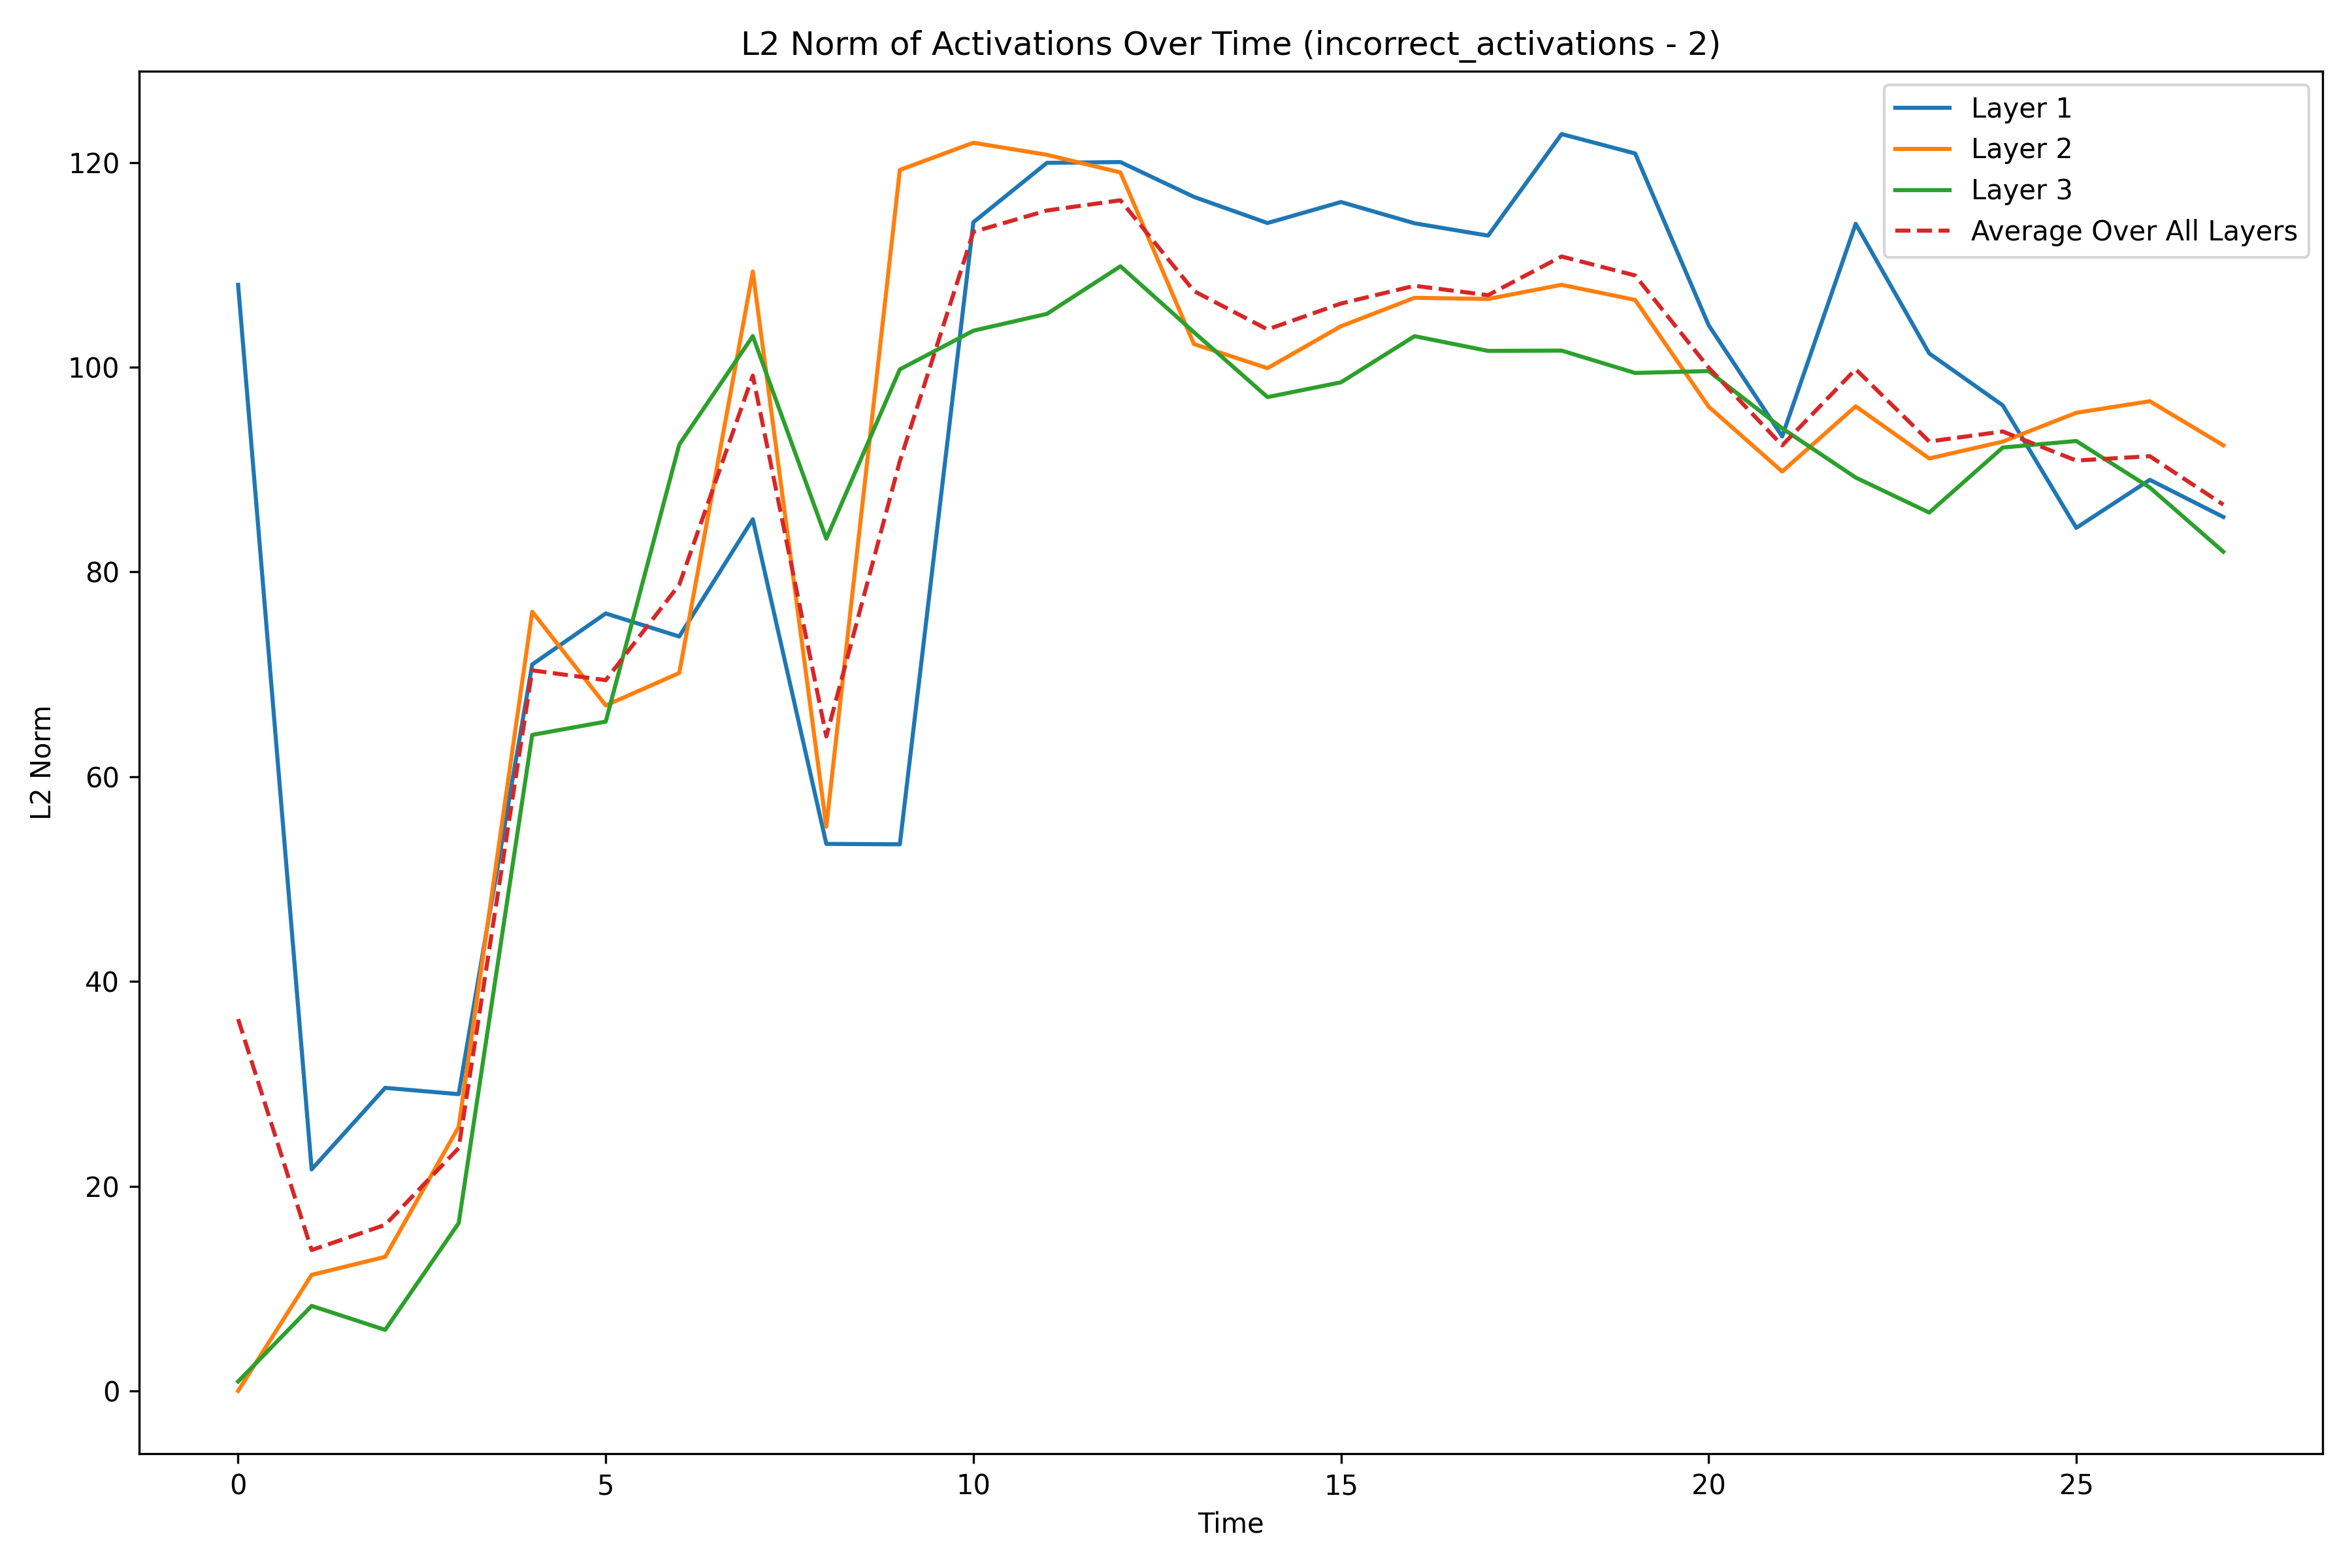 L2 Norm of Activations Over Time (incorrect_activations - 2)
Layer 1
Layer 2
Layer 3
Average Over All Layers
L2 Norm
120
100
80
60
40
20
0
0 5 10 15 20 25
Time